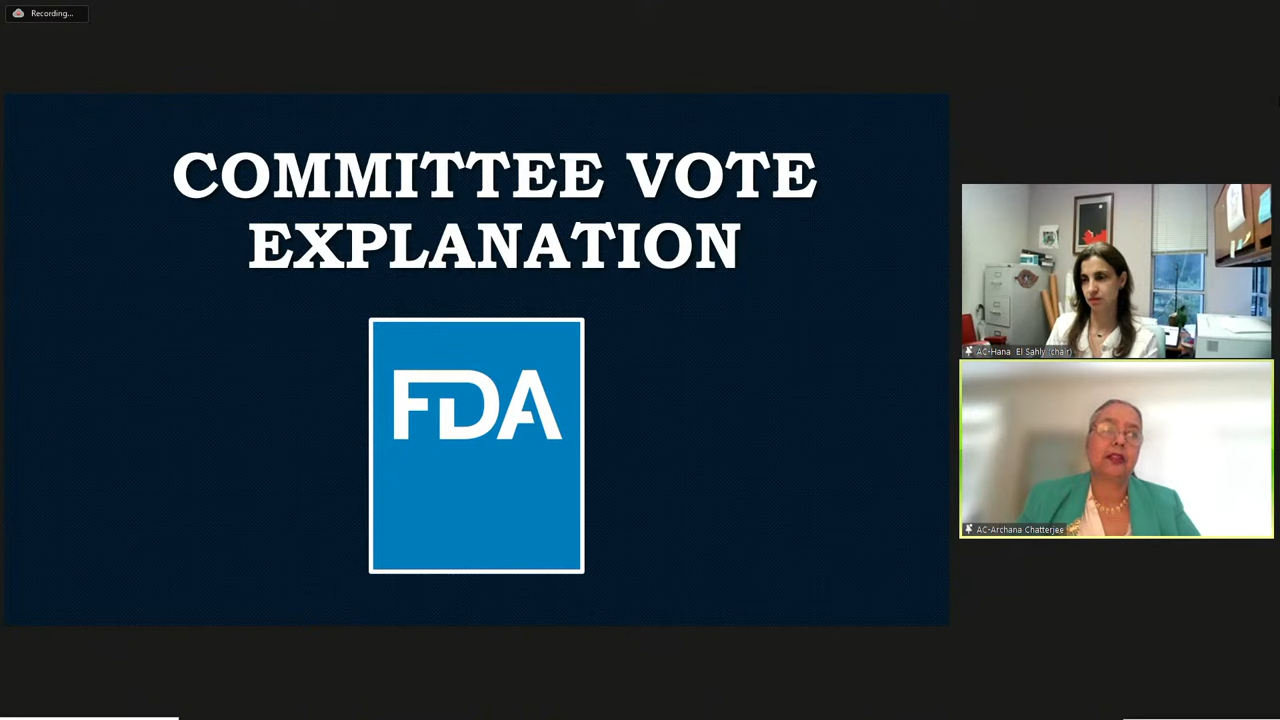 Recording...
COMMITTEE VOTE
EXPLANATION
FDA
AC-Hana El Sahly (chair)
AC-Archana Chatterjee